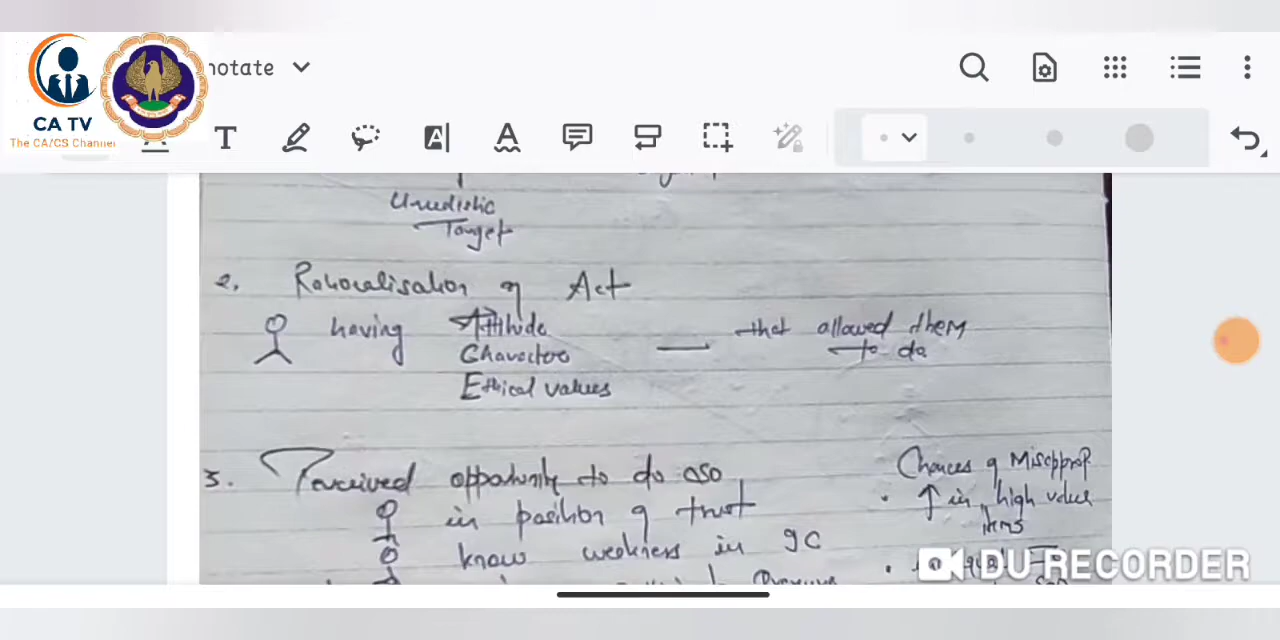 notate
CA TV
The CA/CS Channel
T
Unrealistic
Target
2. Rationalisation of Act
having Attitude
Character
Ethical values
that allowed them
to do
3. Perceived opportunity to do so
in position of trust
know weakness in IC
Chances of Misapprop
• ↑ in high value
items
DU RECORDER